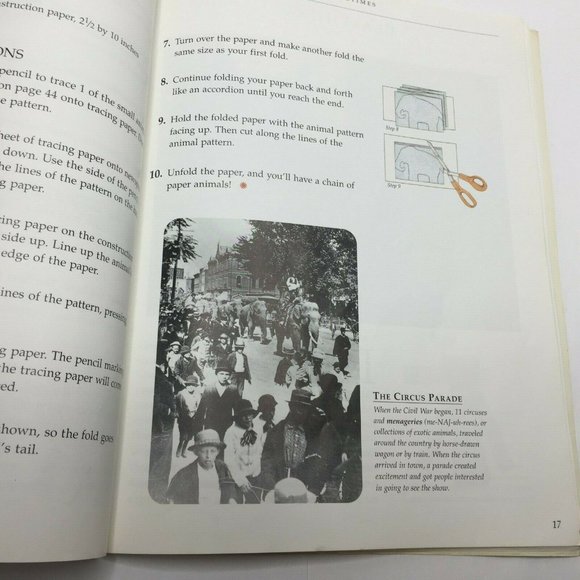 nstruction paper, 2½ by 10 inches
ONS
pencil to trace 1 of the small
on page 44 onto tracing paper.
e pattern.
heet of tracing paper onto
down. Use the side of the
he lines of the pattern on the
ng paper.
cing paper on the construction
side up. Line up the
edge of the paper.
lines of the pattern, pressing
ng paper. The pencil
the tracing paper will
red.
hown, so the fold goes
's tail.
TIMES
7. Turn over the paper and make another fold the
same size as your first fold.
8. Continue folding your paper back and forth
like an accordion until you reach the end.
9. Hold the folded paper with the animal pattern
facing up. Then cut along the lines of the
animal pattern.
10. Unfold the paper, and you'll have a chain of
paper animals!
Step 8
Step 9
THE CIRCUS PARADE
When the Civil War began, 11 circuses
and menageries (me-NAJ-uh-rees), or
collections of exotic animals, traveled
around the country by horse-drawn
wagon or by train. When the circus
arrived in town, a parade created
excitement and got people interested
in going to see the show.
17